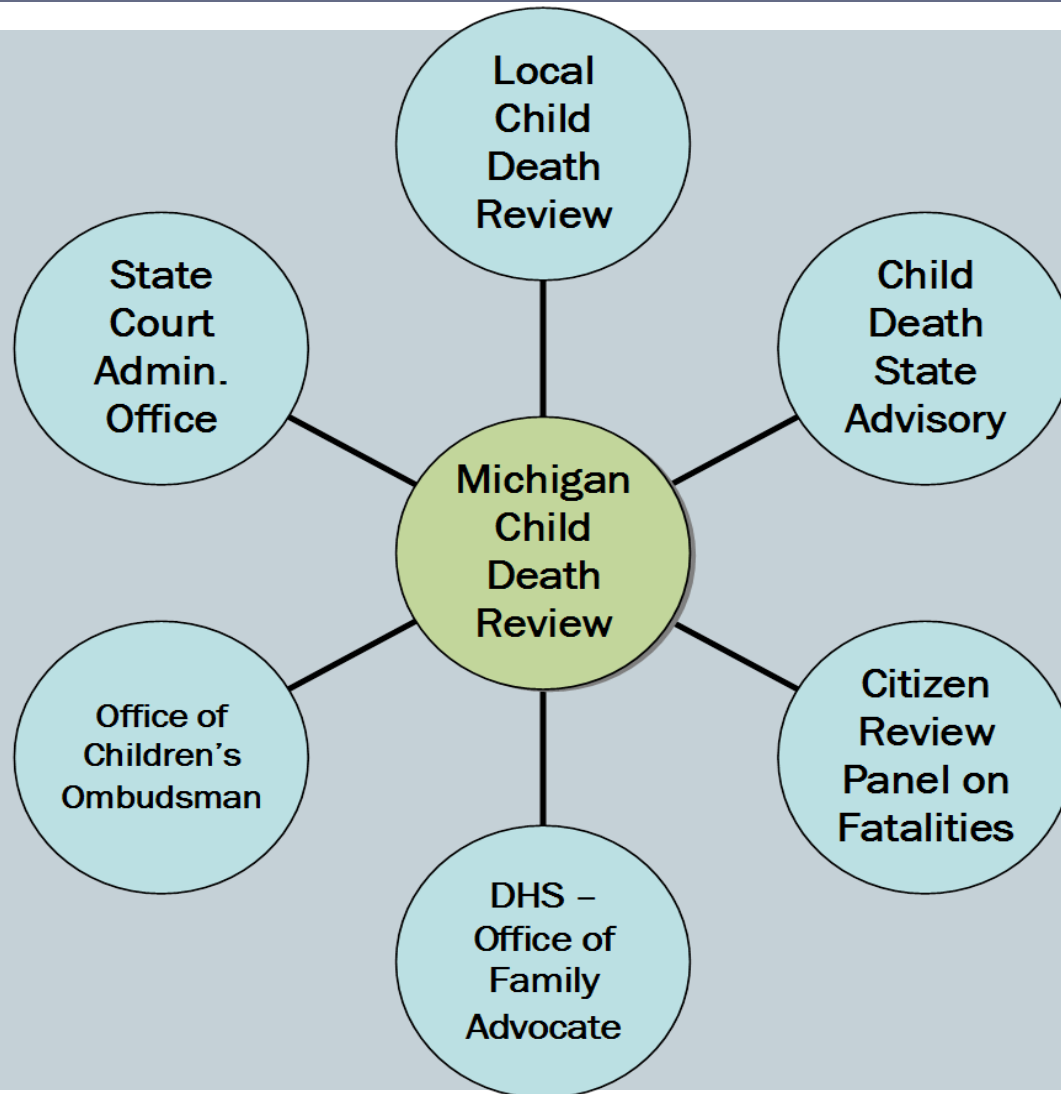 Local
Child
Death
Review
State
Court
Admin.
Office
Child
Death
State
Advisory
Michigan
Child
Death
Review
Office of
Children's
Ombudsman
Citizen
Review
Panel on
Fatalities
DHS –
Office of
Family
Advocate